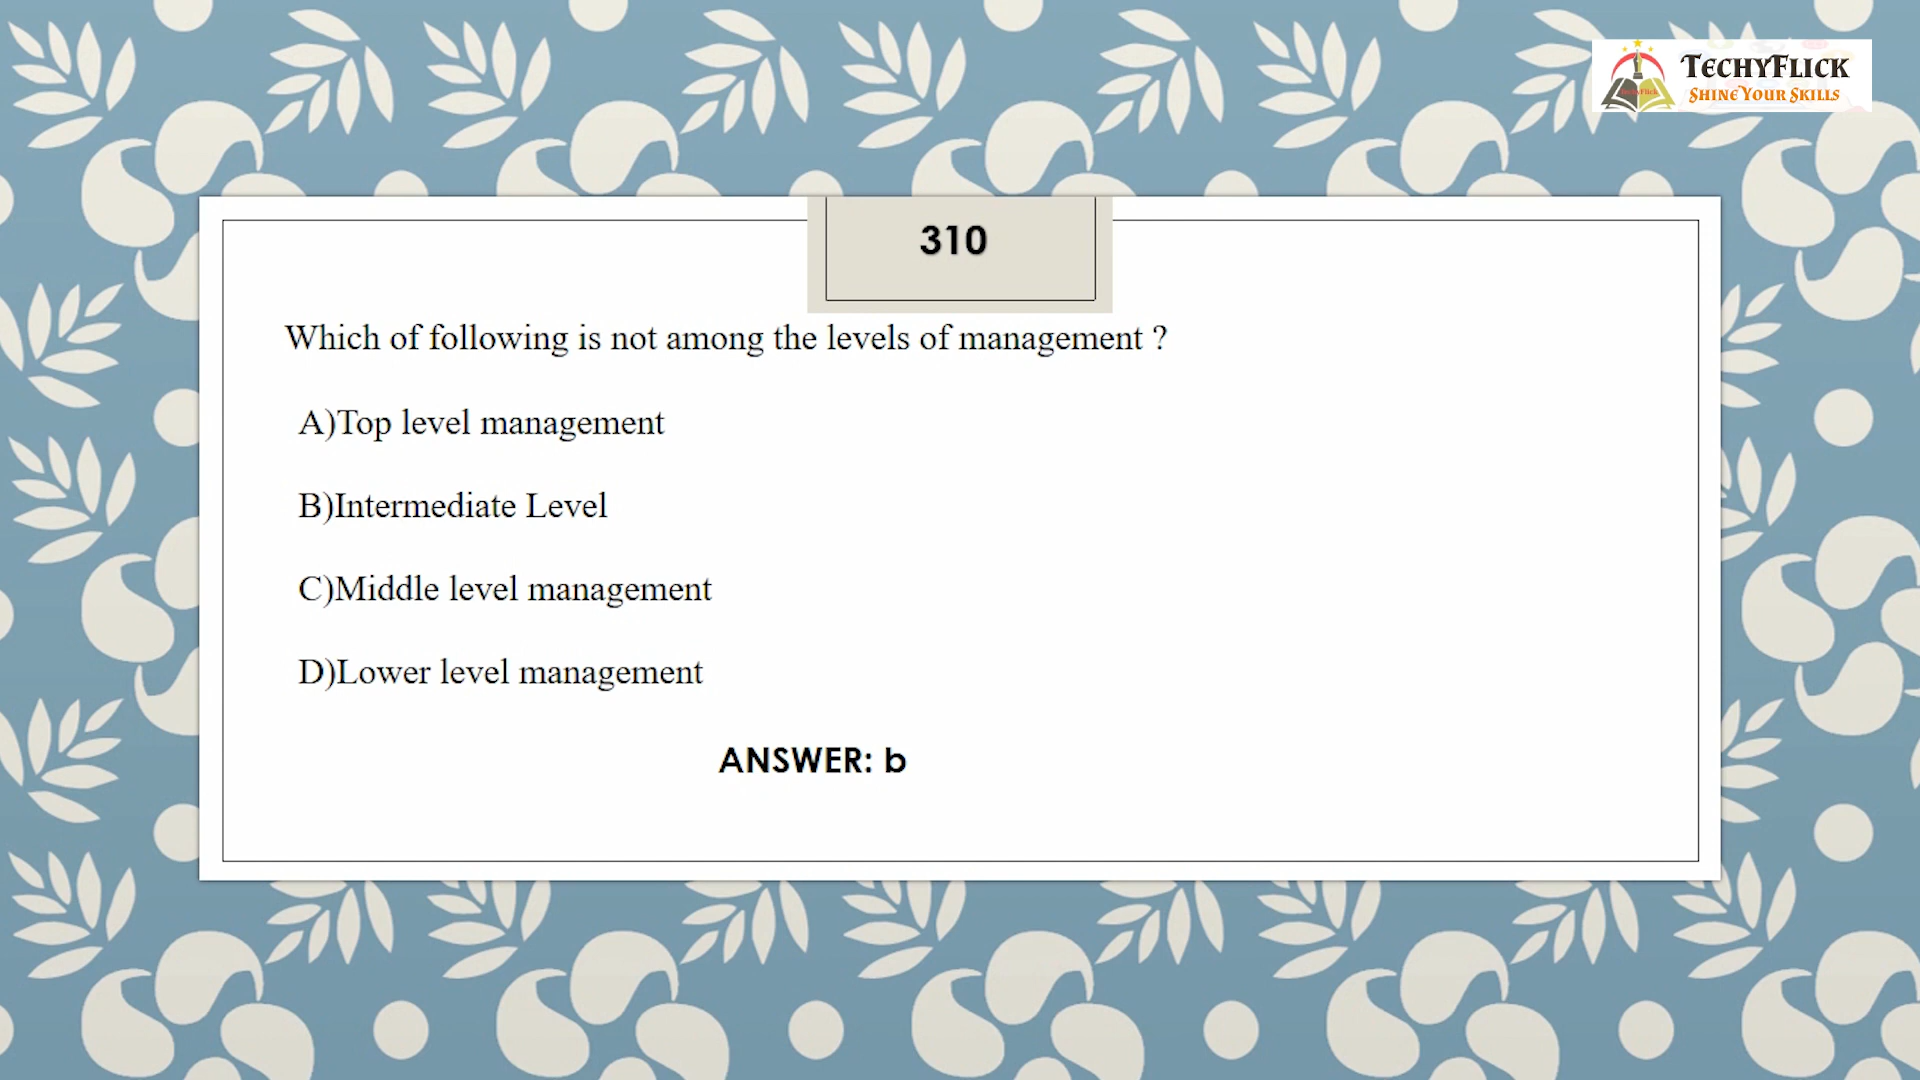 TECHYFLICK
SHINE YOUR SKILLS
310
Which of following is not among the levels of management ?
A)Top level management
B)Intermediate Level
C)Middle level management
D)Lower level management
ANSWER: b